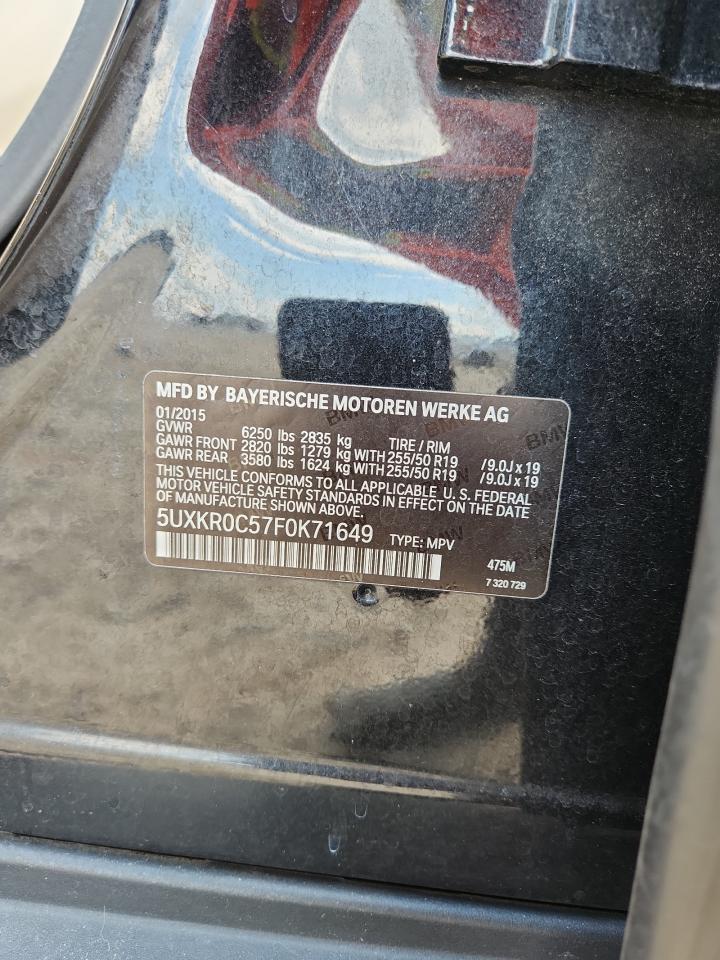 MFD BY BAYERISCHE MOTOREN WERKE AG
01/2015
GVWR 6250 lbs 2835 kg TIRE / RIM
GAWR FRONT 2820 lbs 1279 kg WITH 255/50 R19 /9.0J x 19
GAWR REAR 3580 lbs 1624 kg WITH 255/50 R19 /9.0J x 19
THIS VEHICLE CONFORMS TO ALL APPLICABLE U.S. FEDERAL
MOTOR VEHICLE SAFETY STANDARDS IN EFFECT ON THE DATE
OF MANUFACTURE SHOWN ABOVE.
5UXKR0C57F0K71649 TYPE: MPV
475M
7 320 729